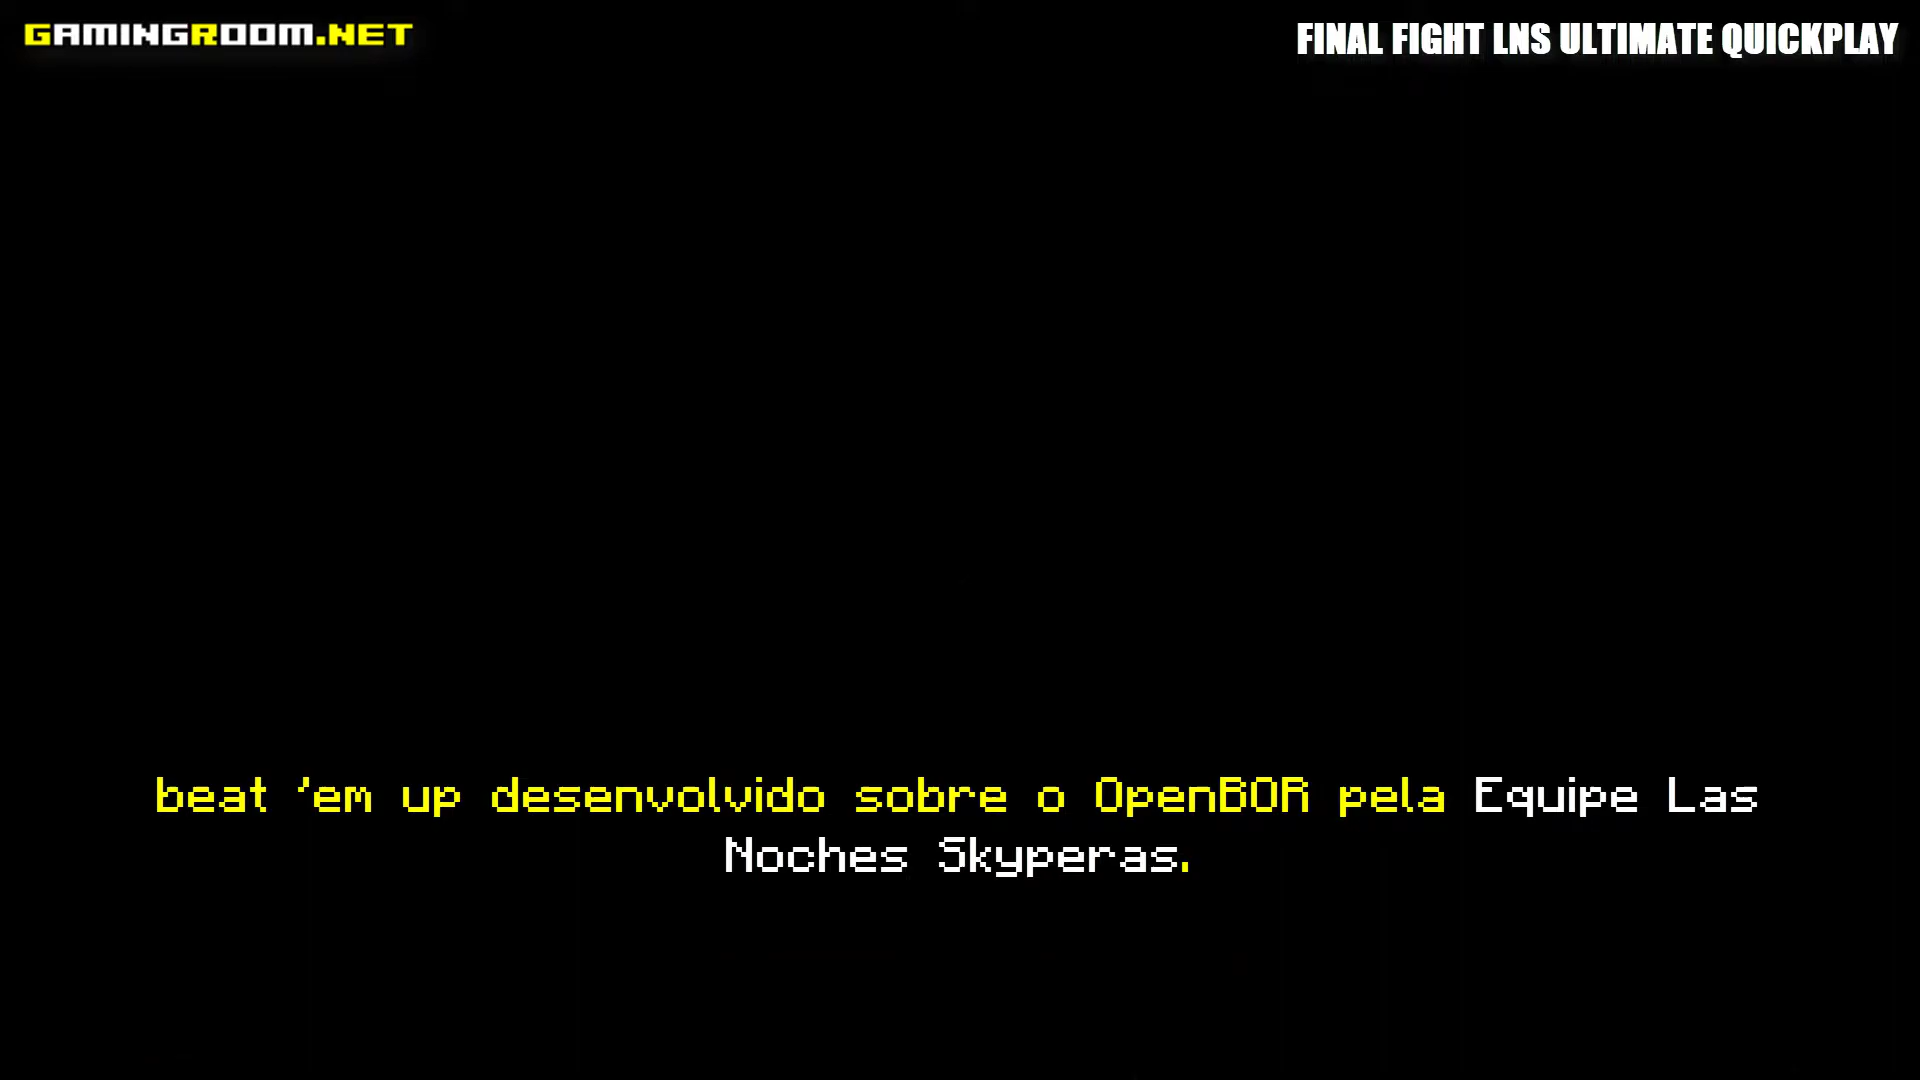 GAMINGROOM.NET
FINAL FIGHT LNS ULTIMATE QUICKPLAY
beat 'em up desenvolvido sobre o OpenBOR pela Equipe Las
Noches Skyperas.